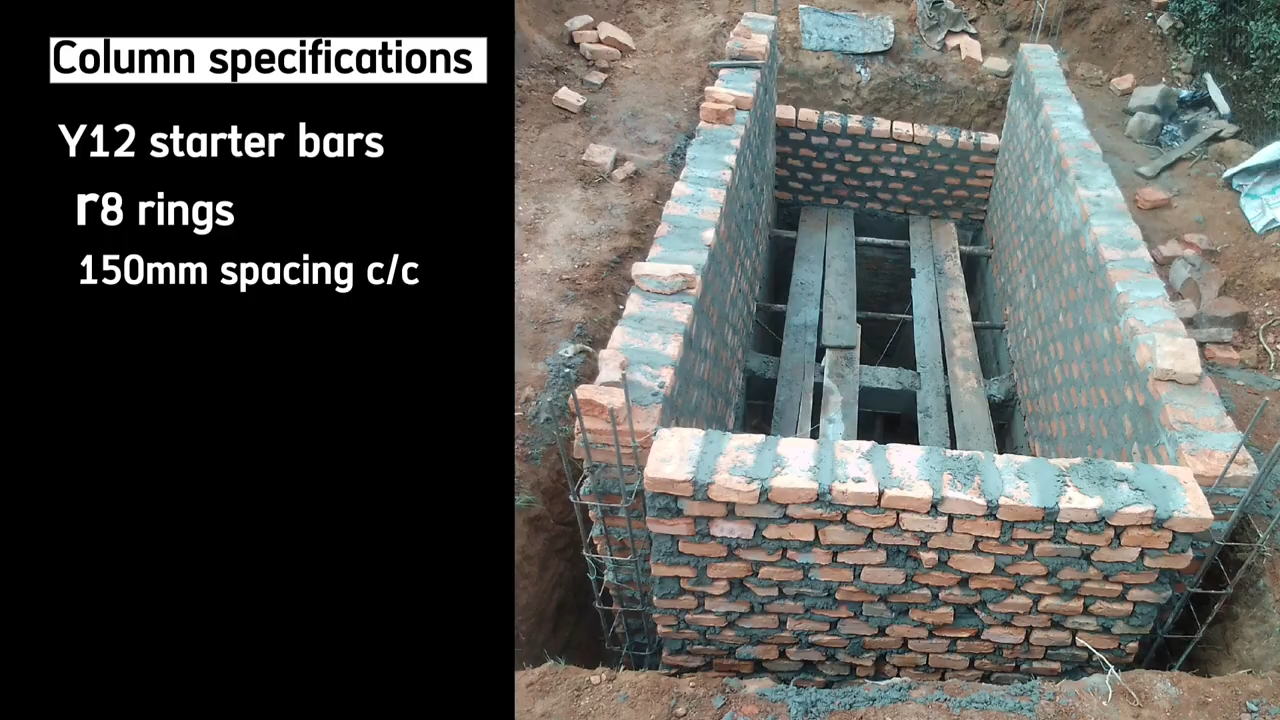 Column specifications
Y12 starter bars
r8 rings
150mm spacing c/c